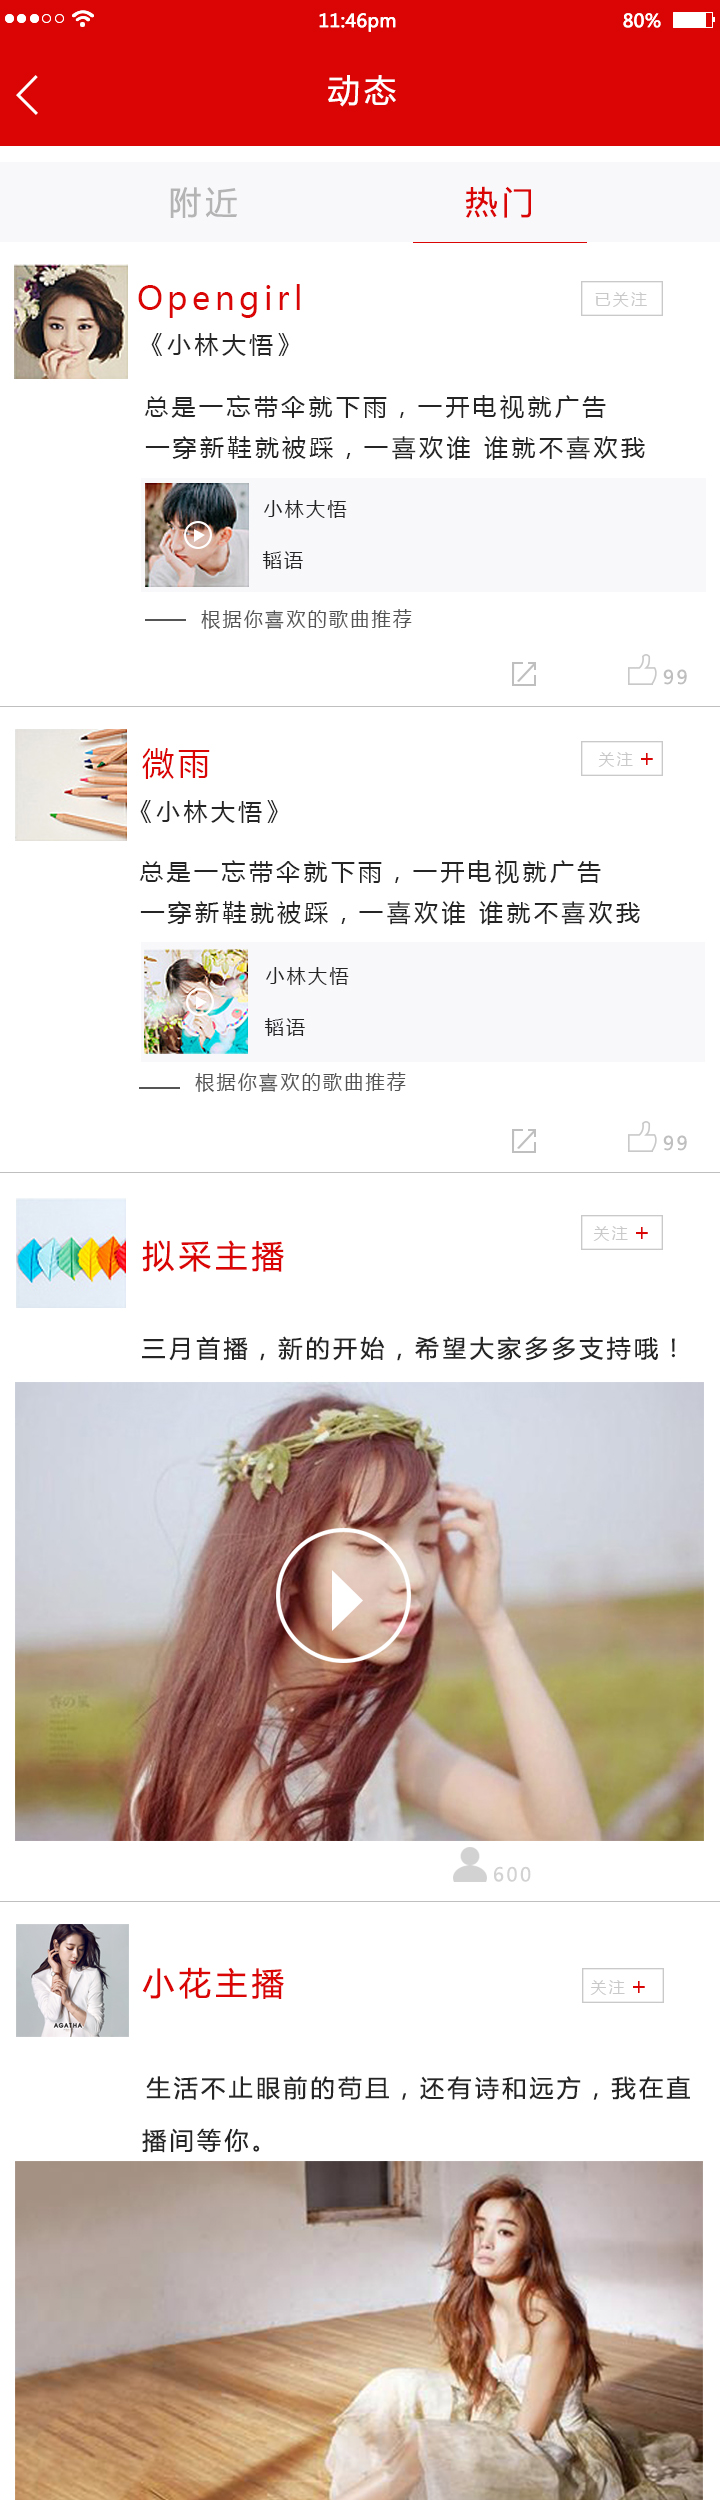 11:46pm
80%
动态
附近
热门
Opengirl
已关注
《小林大悟》
总是一忘带伞就下雨，一开电视就广告
一穿新鞋就被踩，一喜欢谁 谁就不喜欢我
小林大悟
韬语
—— 根据你喜欢的歌曲推荐
99
微雨
关注 +
《小林大悟》
总是一忘带伞就下雨，一开电视就广告
一穿新鞋就被踩，一喜欢谁 谁就不喜欢我
小林大悟
韬语
—— 根据你喜欢的歌曲推荐
99
拟采主播
关注 +
三月首播，新的开始，希望大家多多支持哦！
春の風
600
小花主播
关注 +
AGATHA
生活不止眼前的苟且，还有诗和远方，我在直
播间等你。